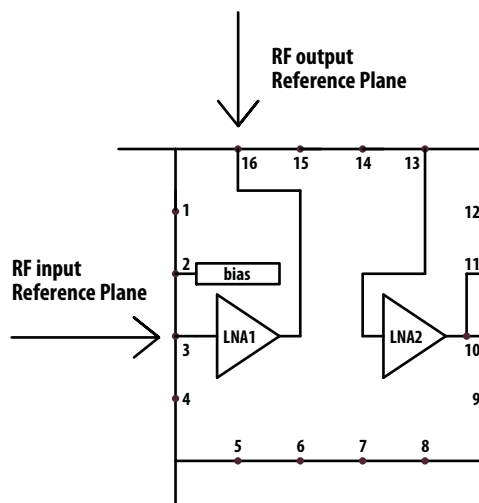 RF output
Reference Plane
16 15 14 13
1
12
2
bias
11
RF input
Reference Plane
LNA1
LNA2
3
10
4
9
5 6 7 8